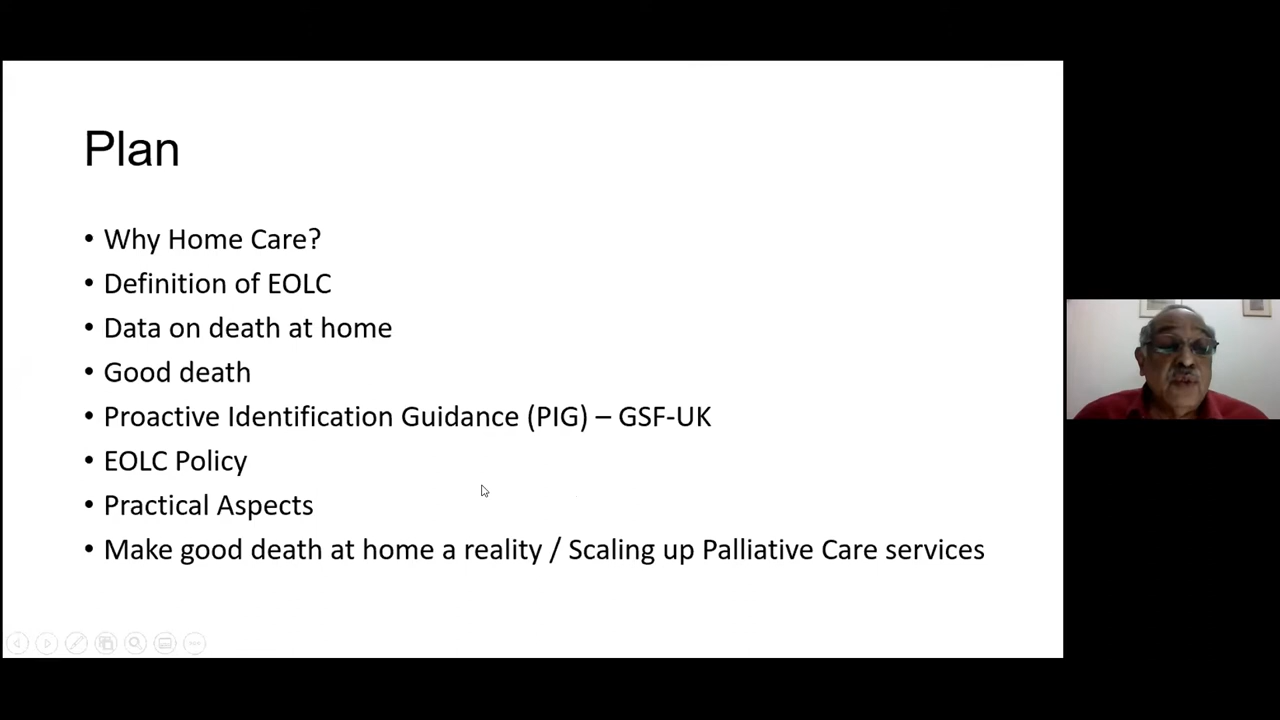 Plan
• Why Home Care?
• Definition of EOLC
• Data on death at home
• Good death
• Proactive Identification Guidance (PIG) – GSF-UK
• EOLC Policy
• Practical Aspects
• Make good death at home a reality / Scaling up Palliative Care services